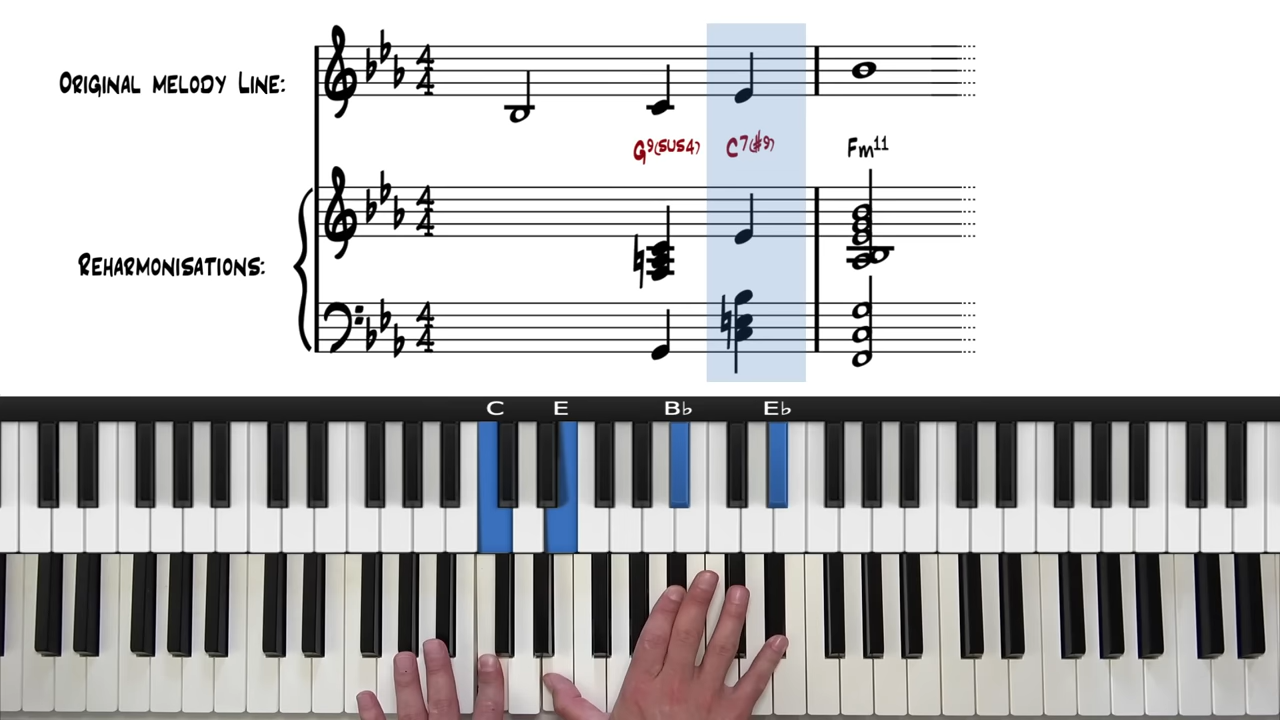 Original melody Line:
G9(sus4) C7(#9) Fm11
Reharmonisations:
C E B♭ E♭